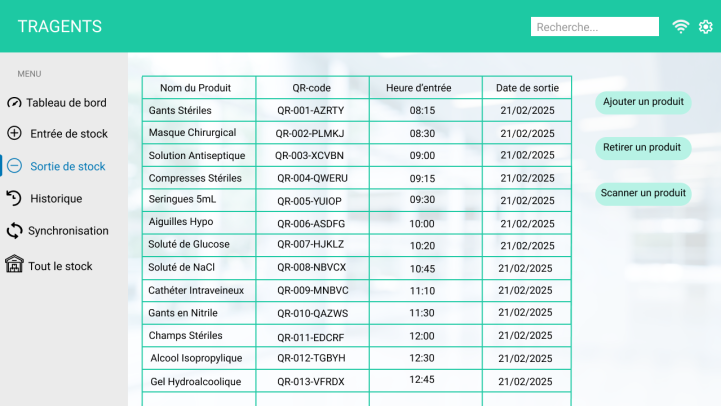 TRAGENTS
Recherche...
MENU
Tableau de bord
Entrée de stock
Sortie de stock
Historique
Synchronisation
Tout le stock
Nom du Produit QR-code Heure d'entrée Date de sortie
Gants Stériles QR-001-AZRTY 08:15 21/02/2025
Masque Chirurgical QR-002-PLMKJ 08:30 21/02/2025
Solution Antiseptique QR-003-XCVBN 09:00 21/02/2025
Compresses Stériles QR-004-QWERU 09:15 21/02/2025
Seringues 5mL QR-005-YUIOP 09:30 21/02/2025
Aiguilles Hypo QR-006-ASDFG 10:00 21/02/2025
Soluté de Glucose QR-007-HJKLZ 10:20 21/02/2025
Soluté de NaCl QR-008-NBVCX 10:45 21/02/2025
Cathéter Intraveineux QR-009-MNBVC 11:10 21/02/2025
Gants en Nitrile QR-010-QAZWS 11:30 21/02/2025
Champs Stériles QR-011-EDCRF 12:00 21/02/2025
Alcool Isopropylique QR-012-TGBYH 12:30 21/02/2025
Gel Hydroalcoolique QR-013-VFRDX 12:45 21/02/2025
Ajouter un produit
Retirer un produit
Scanner un produit